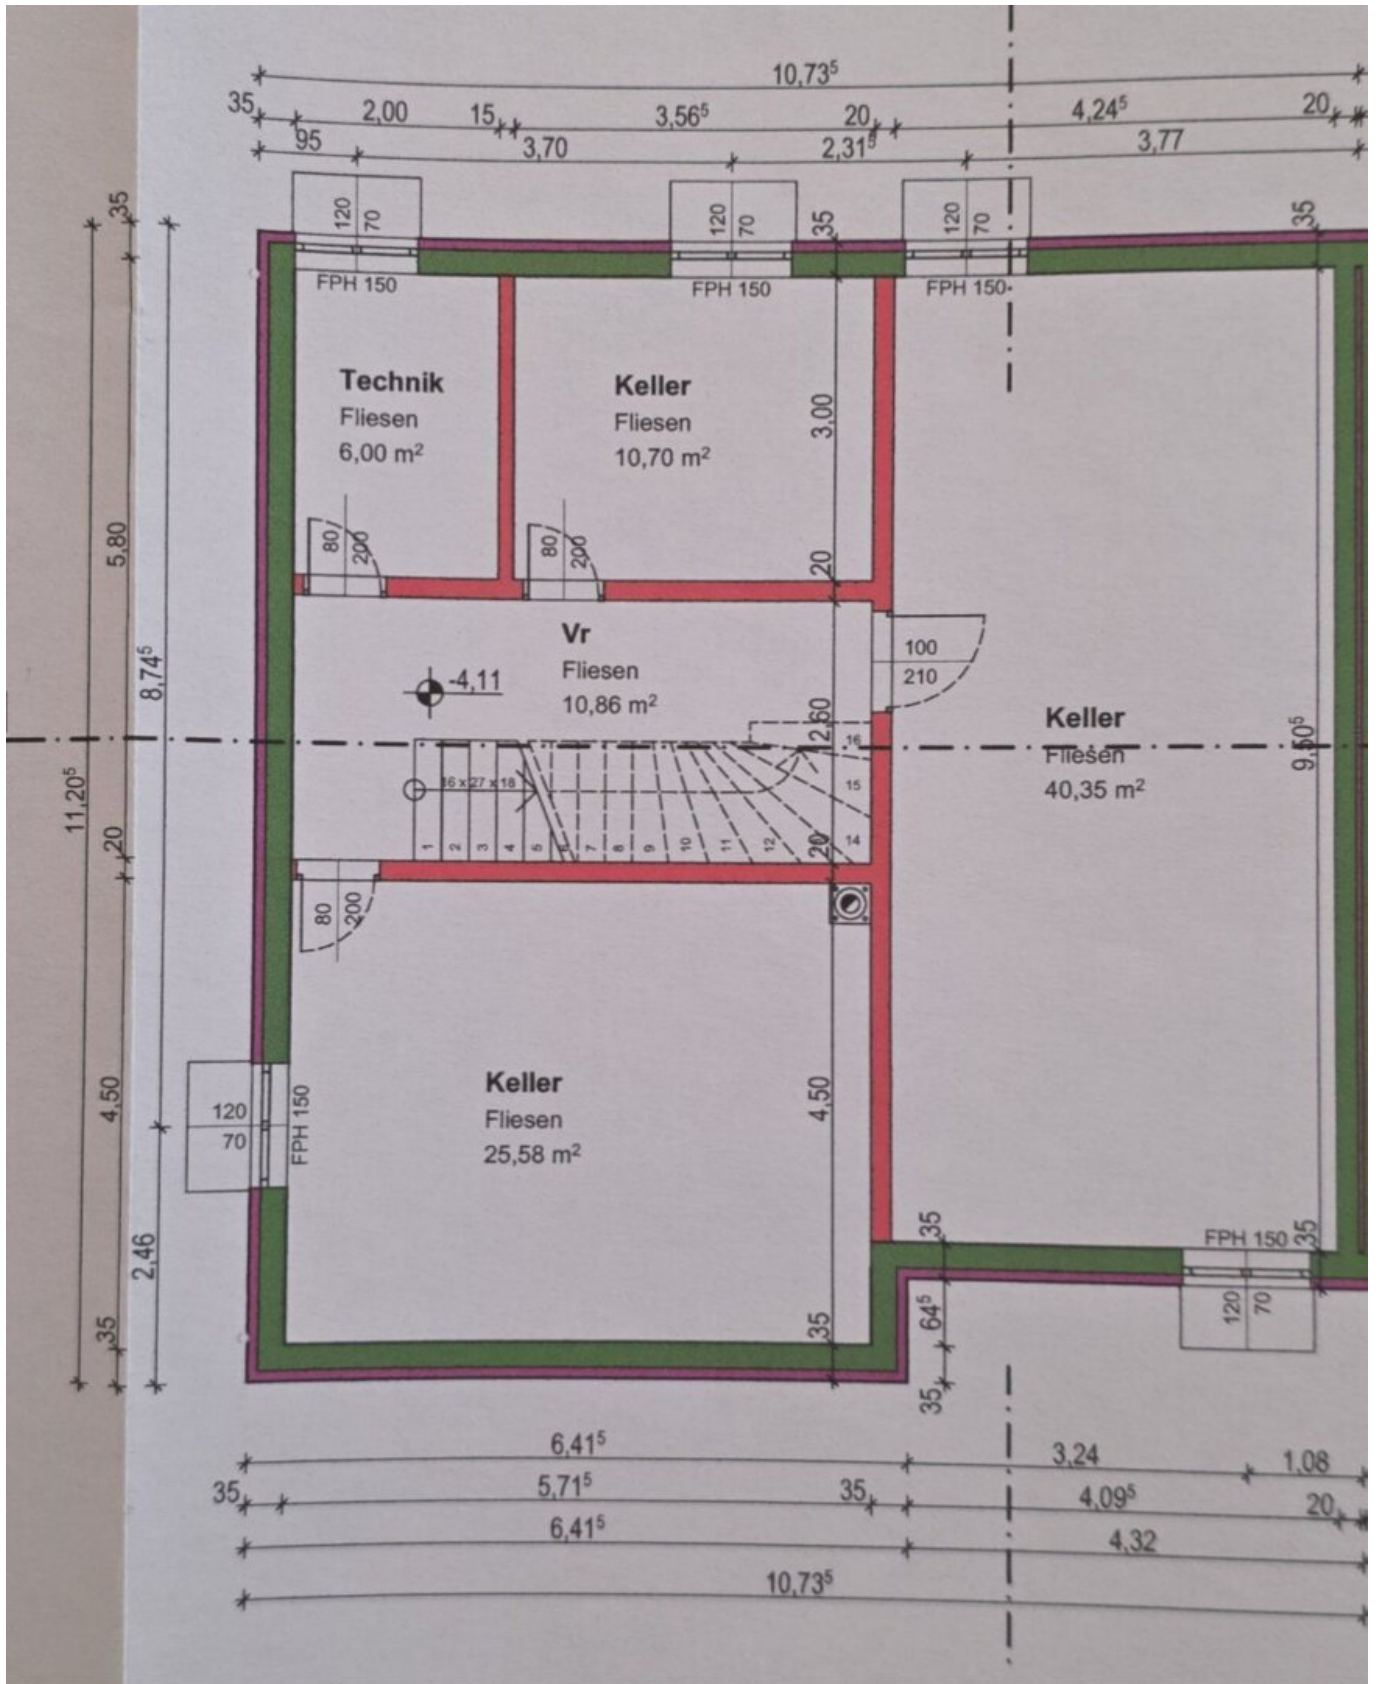 10,73⁵
35 2,00 15 3,56⁵ 20 4,24⁵ 20
95 3,70 2,31⁵ 3,77
120
70
120
70
120
70
35
35
35
FPH 150
FPH 150
FPH 150
Technik
Fliesen
6,00 m²
Keller
Fliesen
10,70 m²
3,00
5,80
80
200
80
200
20
Vr
Fliesen
10,86 m²
-4,11
100
210
8,74⁵
2,60
Keller
Fliesen
40,35 m²
9,50⁵
11,20⁵
16 x 27 x 18
1 2 3 4 5 6 7 8 9 10 11 12 14 15 16
20
20
80
200
Keller
Fliesen
25,58 m²
4,50
4,50
120
70
FPH 150
2,46
35
35
35
64⁵
35
FPH 150
35
120
70
6,41⁵ 3,24 1,08
35 5,71⁵ 35 4,09⁵ 20
6,41⁵ 4,32
10,73⁵